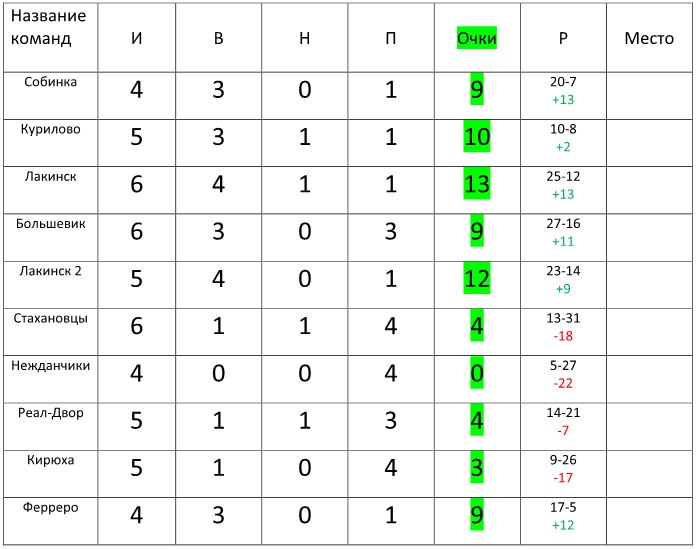 Название команд И В Н П Очки Р Место
Собинка 4 3 0 1 9 20-7 +13
Курилово 5 3 1 1 10 10-8 +2
Лакинск 6 4 1 1 13 25-12 +13
Большевик 6 3 0 3 9 27-16 +11
Лакинск 2 5 4 0 1 12 23-14 +9
Стахановцы 6 1 1 4 4 13-31 -18
Нежданчики 4 0 0 4 0 5-27 -22
Реал-Двор 5 1 1 3 4 14-21 -7
Кирюха 5 1 0 4 3 9-26 -17
Ферреро 4 3 0 1 9 17-5 +12